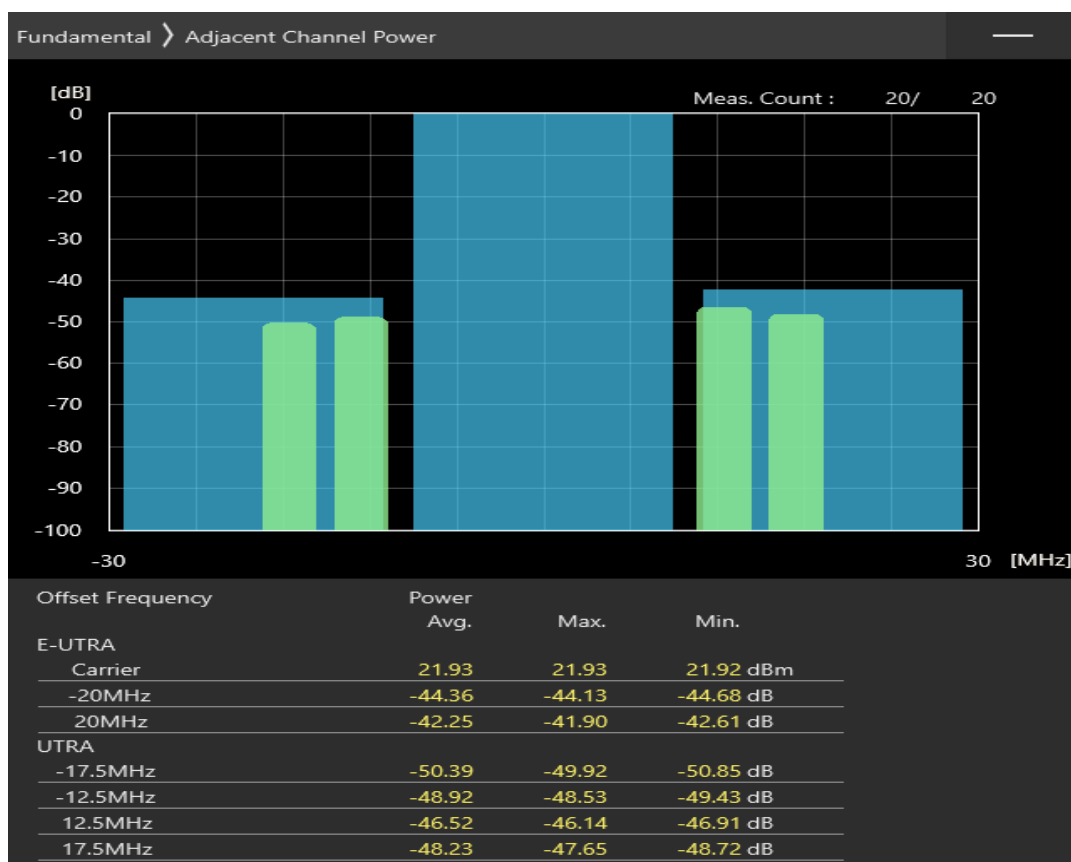 Fundamental ❯ Adjacent Channel Power
[dB]
Meas. Count : 20/ 20
0
-10
-20
-30
-40
-50
-60
-70
-80
-90
-100
-30 30 [MHz]
Offset Frequency Power
Avg. Max. Min.
E-UTRA
Carrier 21.93 21.93 21.92 dBm
-20MHz -44.36 -44.13 -44.68 dB
20MHz -42.25 -41.90 -42.61 dB
UTRA
-17.5MHz -50.39 -49.92 -50.85 dB
-12.5MHz -48.92 -48.53 -49.43 dB
12.5MHz -46.52 -46.14 -46.91 dB
17.5MHz -48.23 -47.65 -48.72 dB